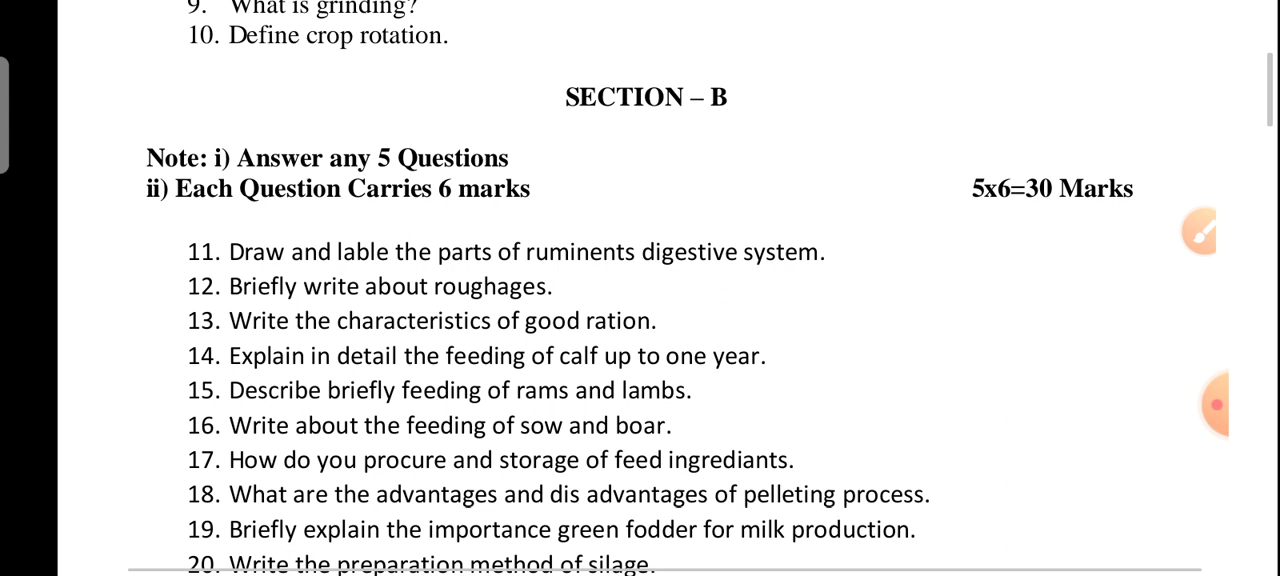 9. What is grinding?
10. Define crop rotation.
SECTION – B
Note: i) Answer any 5 Questions
ii) Each Question Carries 6 marks 5x6=30 Marks
11. Draw and lable the parts of ruminents digestive system.
12. Briefly write about roughages.
13. Write the characteristics of good ration.
14. Explain in detail the feeding of calf up to one year.
15. Describe briefly feeding of rams and lambs.
16. Write about the feeding of sow and boar.
17. How do you procure and storage of feed ingrediants.
18. What are the advantages and dis advantages of pelleting process.
19. Briefly explain the importance green fodder for milk production.
20. Write the preparation method of silage.